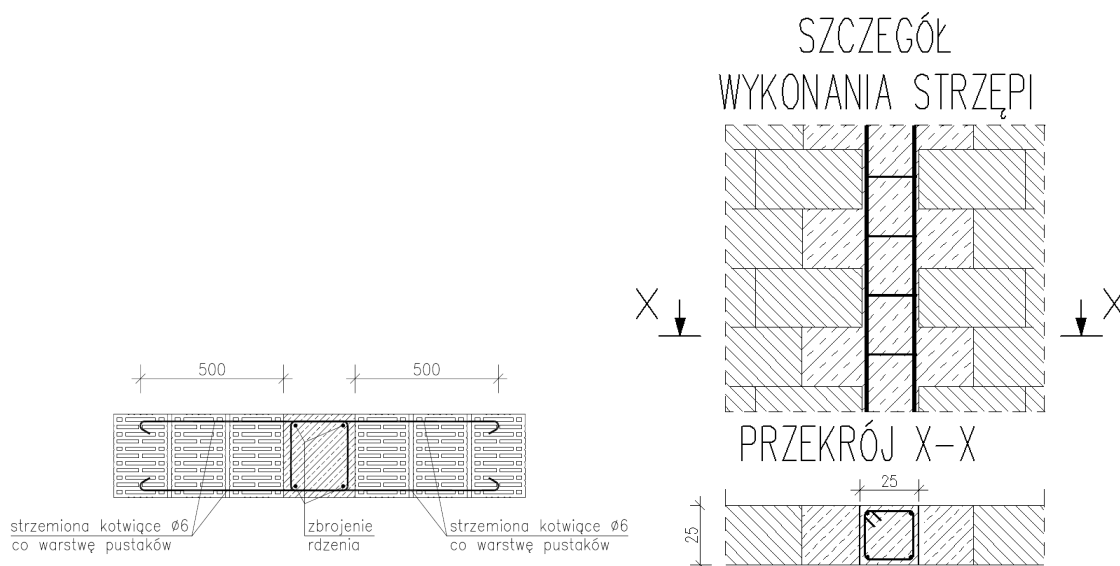 SZCZEGÓŁ
WYKONANIA STRZĘPI
X X
500 500
PRZEKRÓJ X-X
25
25
strzemiona kotwiące ø6
co warstwę pustaków
zbrojenie
rdzenia
strzemiona kotwiące ø6
co warstwę pustaków